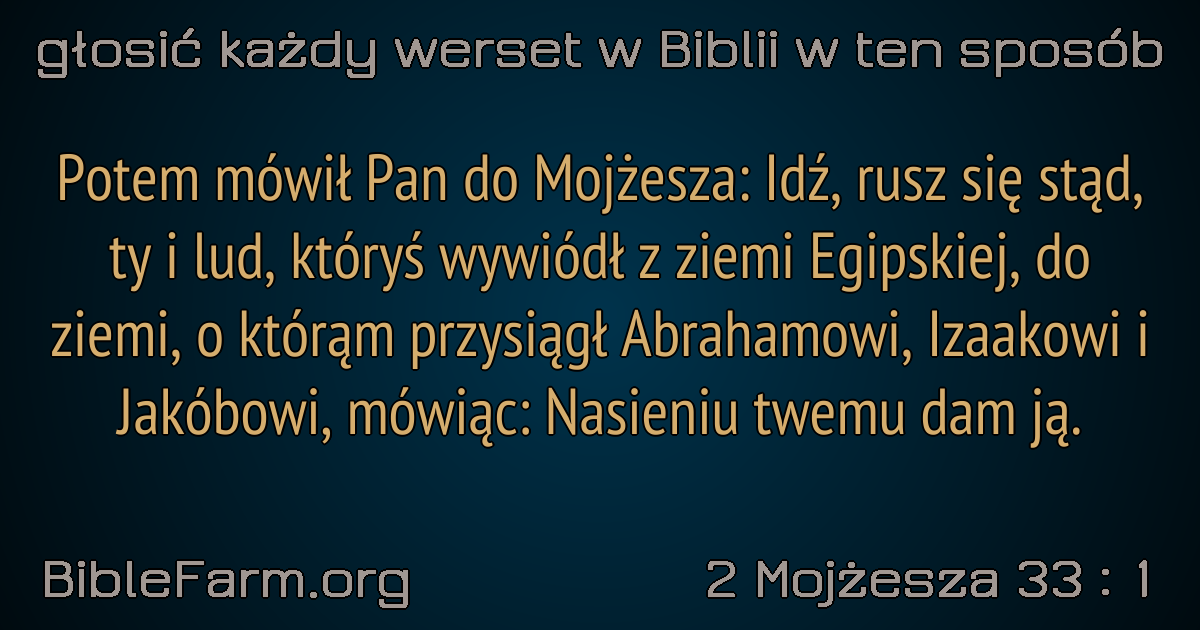 głosić każdy werset w Biblii w ten sposób
Potem mówił Pan do Mojżesza: Idź, rusz się stąd,
ty i lud, któryś wywiódł z ziemi Egipskiej, do
ziemi, o którąm przysiągł Abrahamowi, Izaakowi i
Jakóbowi, mówiąc: Nasieniu twemu dam ją.
BibleFarm.org
2 Mojżesza 33 : 1